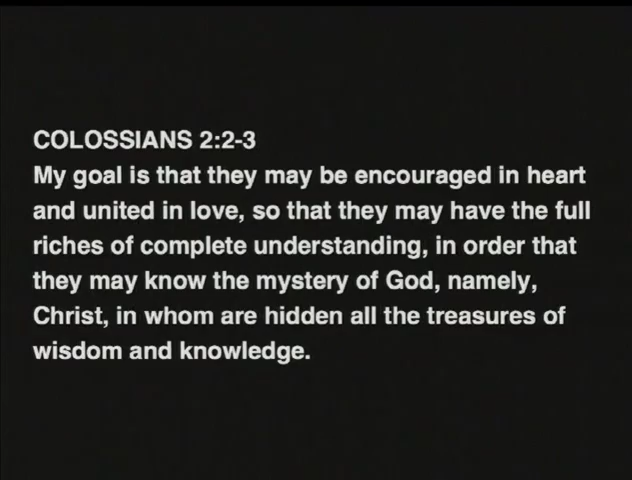 COLOSSIANS 2:2-3
My goal is that they may be encouraged in heart
and united in love, so that they may have the full
riches of complete understanding, in order that
they may know the mystery of God, namely,
Christ, in whom are hidden all the treasures of
wisdom and knowledge.